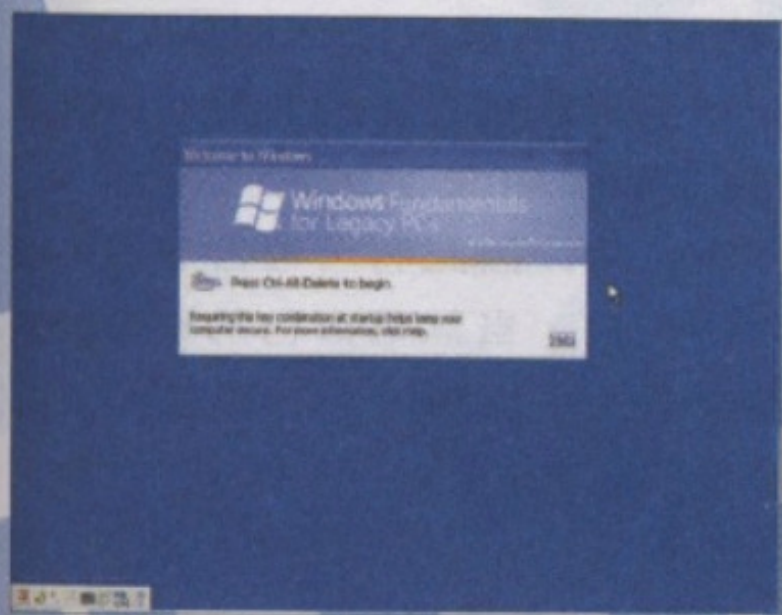 Welcome to Windows
Windows Fundamentals
for Legacy PCs
Press Ctrl-Alt-Delete to begin.
Requiring this key combination at startup helps keep your
computer secure. For more information, click Help.
Help